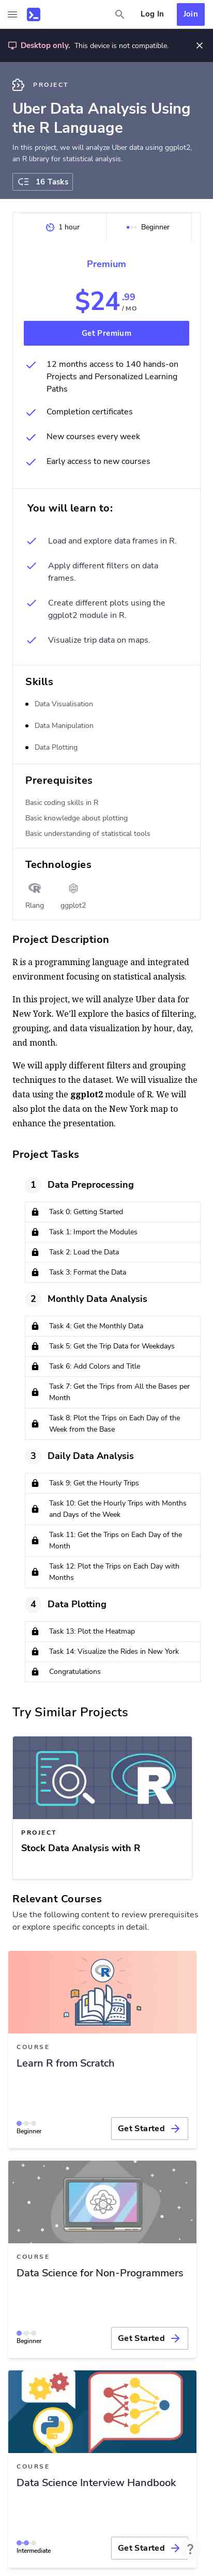 Log In
Join
Desktop only. This device is not compatible.
PROJECT
Uber Data Analysis Using
the R Language
In this project, we will analyze Uber data using ggplot2,
an R library for statistical analysis.
16 Tasks
1 hour
Beginner
Premium
$24.99
/ MO
Get Premium
12 months access to 140 hands-on
Projects and Personalized Learning
Paths
Completion certificates
New courses every week
Early access to new courses
You will learn to:
Load and explore data frames in R.
Apply different filters on data
frames.
Create different plots using the
ggplot2 module in R.
Visualize trip data on maps.
Skills
Data Visualisation
Data Manipulation
Data Plotting
Prerequisites
Basic coding skills in R
Basic knowledge about plotting
Basic understanding of statistical tools
Technologies
Rlang
ggplot2
Project Description
R is a programming language and integrated
environment focusing on statistical analysis.
In this project, we will analyze Uber data for
New York. We'll explore the basics of filtering,
grouping, and data visualization by hour, day,
and month.
We will apply different filters and grouping
techniques to the dataset. We will visualize the
data using the ggplot2 module of R. We will
also plot the data on the New York map to
enhance the presentation.
Project Tasks
1 Data Preprocessing
Task 0: Getting Started
Task 1: Import the Modules
Task 2: Load the Data
Task 3: Format the Data
2 Monthly Data Analysis
Task 4: Get the Monthly Data
Task 5: Get the Trip Data for Weekdays
Task 6: Add Colors and Title
Task 7: Get the Trips from All the Bases per
Month
Task 8: Plot the Trips on Each Day of the
Week from the Base
3 Daily Data Analysis
Task 9: Get the Hourly Trips
Task 10: Get the Hourly Trips with Months
and Days of the Week
Task 11: Get the Trips on Each Day of the
Month
Task 12: Plot the Trips on Each Day with
Months
4 Data Plotting
Task 13: Plot the Heatmap
Task 14: Visualize the Rides in New York
Congratulations
Try Similar Projects
R
PROJECT
Stock Data Analysis with R
Relevant Courses
Use the following content to review prerequisites
or explore specific concepts in detail.
R
COURSE
Learn R from Scratch
Beginner
Get Started
COURSE
Data Science for Non-Programmers
Beginner
Get Started
COURSE
Data Science Interview Handbook
Intermediate
Get Started
?